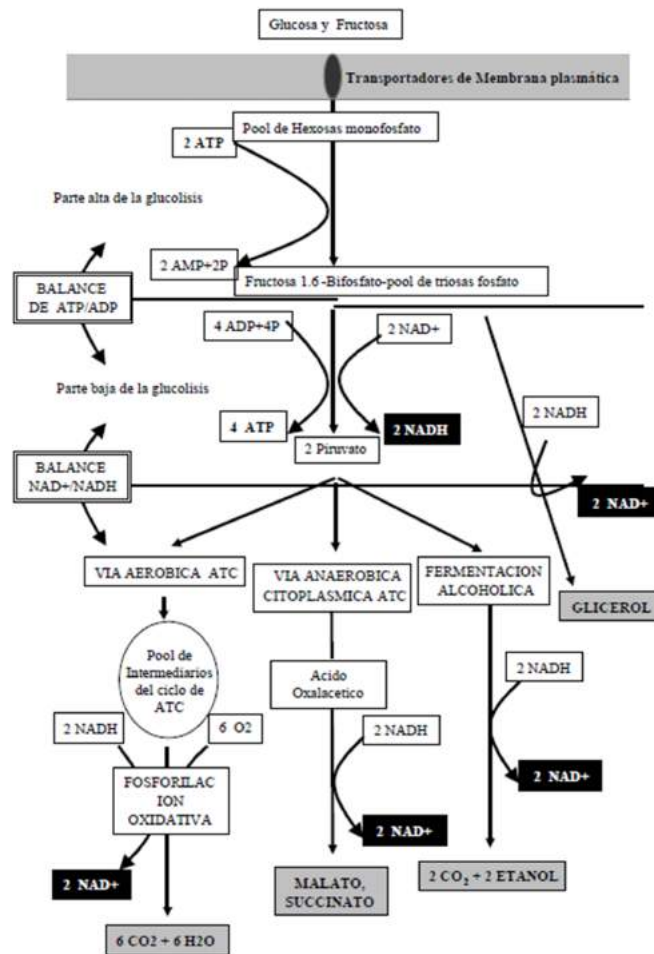 Glucosa y Fructosa
Transportadores de Membrana plasmática
Pool de Hexosas monofosfato
2 ATP
Parte alta de la glucolisis
2 AMP+2P
Fructosa 1.6-Bifosfato-pool de triosas fosfato
BALANCE
DE ATP/ADP
4 ADP+4P
2 NAD+
Parte baja de la glucolisis
4 ATP
2 NADH
2 NADH
2 Piruvato
BALANCE
NAD+/NADH
2 NAD+
VIA AEROBICA ATC
VIA ANAEROBICA
CITOPLASMICA ATC
FERMENTACION
ALCOHOLICA
GLICEROL
Pool de
Intermediarios
del ciclo de
ATC
Acido
Oxalacetico
2 NADH
2 NADH
6 O2
2 NADH
FOSFORILAC
ION
OXIDATIVA
2 NAD+
2 NAD+
2 NAD+
MALATO,
SUCCINATO
2 CO2 + 2 ETANOL
6 CO2 + 6 H2O